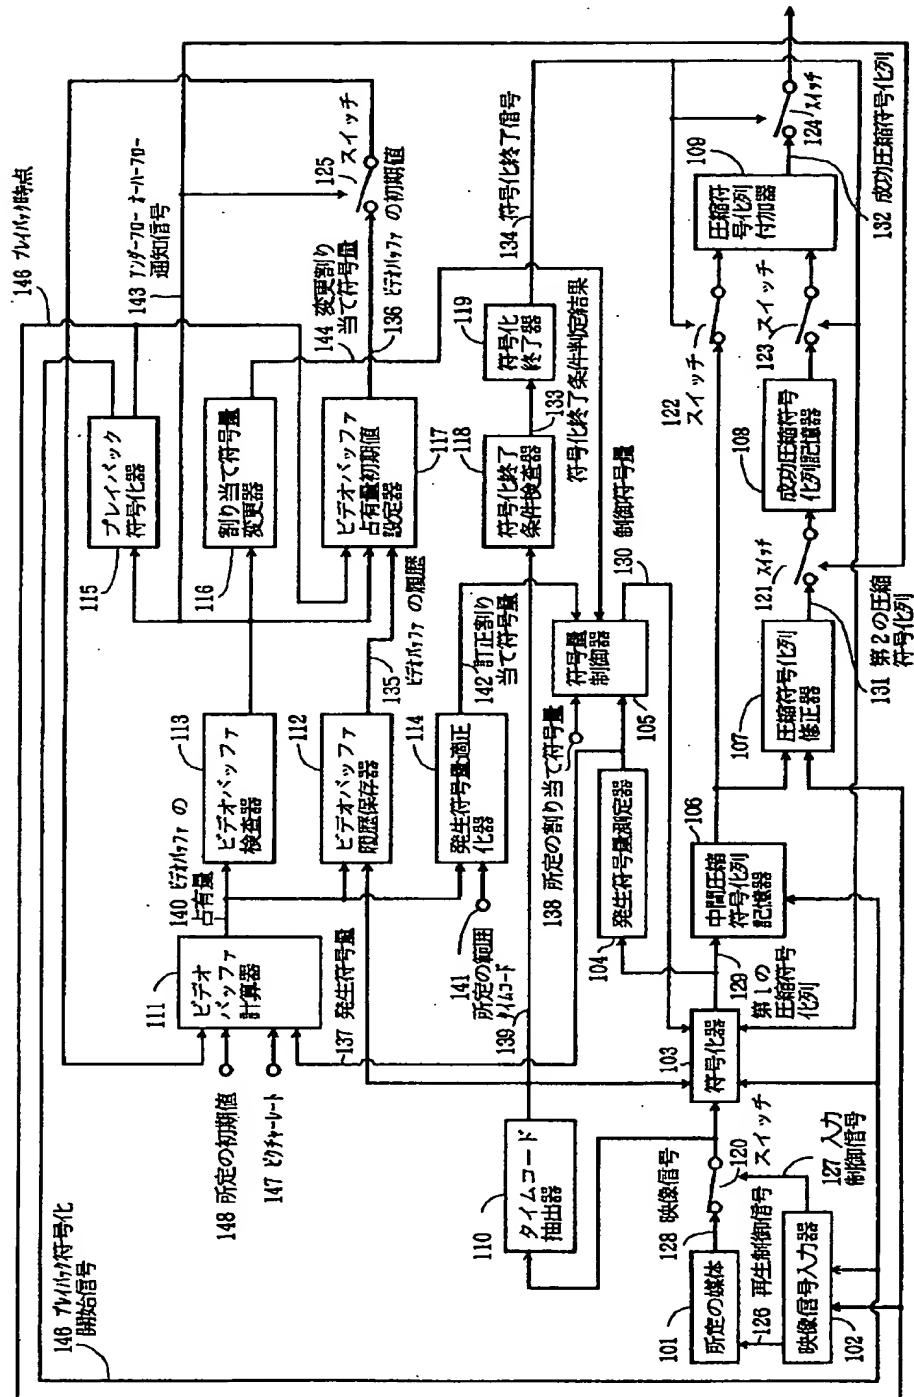 146 プレイバック時点
143 アンダーフロー オーバーフロー
通知信号
125
スイッチ
136 ビデオバッファ の初期値
144 変更割り
当て符号量
134 符号化終了信号
124 スイッチ
109
圧縮符
号化列
付加器
132 成功圧縮符号化列
122
スイッチ
123 スイッチ
119
符号化
終了器
133
符号化終了条件判定結果
115
プレイバック
符号化器
116
割り当て符号量
変更器
117
ビデオバッファ
占有量初期値
設定器
118
符号化終了
条件検査器
108
成功圧縮符号
化列記憶器
130 制御符号量
121 スイッチ
131 第2の圧縮
符号化列
135
ビデオバッファ の履歴
142 訂正割り
当て符号量
符号量
制御器
105
107
圧縮符号化列
修正器
113
ビデオバッファ
検査器
112
ビデオバッファ
履歴保存器
114
発生符号量適正
化器
138 所定の割り当て符号量
104
発生符号量測定器
106
中間圧縮
符号化列
記憶器
140 ビデオバッファ の
占有量
141
所定の範囲
139 タイムコード
129
第1の
圧縮符号
化列
111
ビデオ
バッファ
計算器
137 発生符号量
103
符号化器
148 所定の初期値
147 ピクチャーレート
110
タイムコード
抽出器
128 映像信号
120
スイッチ
127 入力
制御信号
126 再生制御信号
101
所定の媒体
102
映像信号入力器
146 プレイバック符号化
開始信号